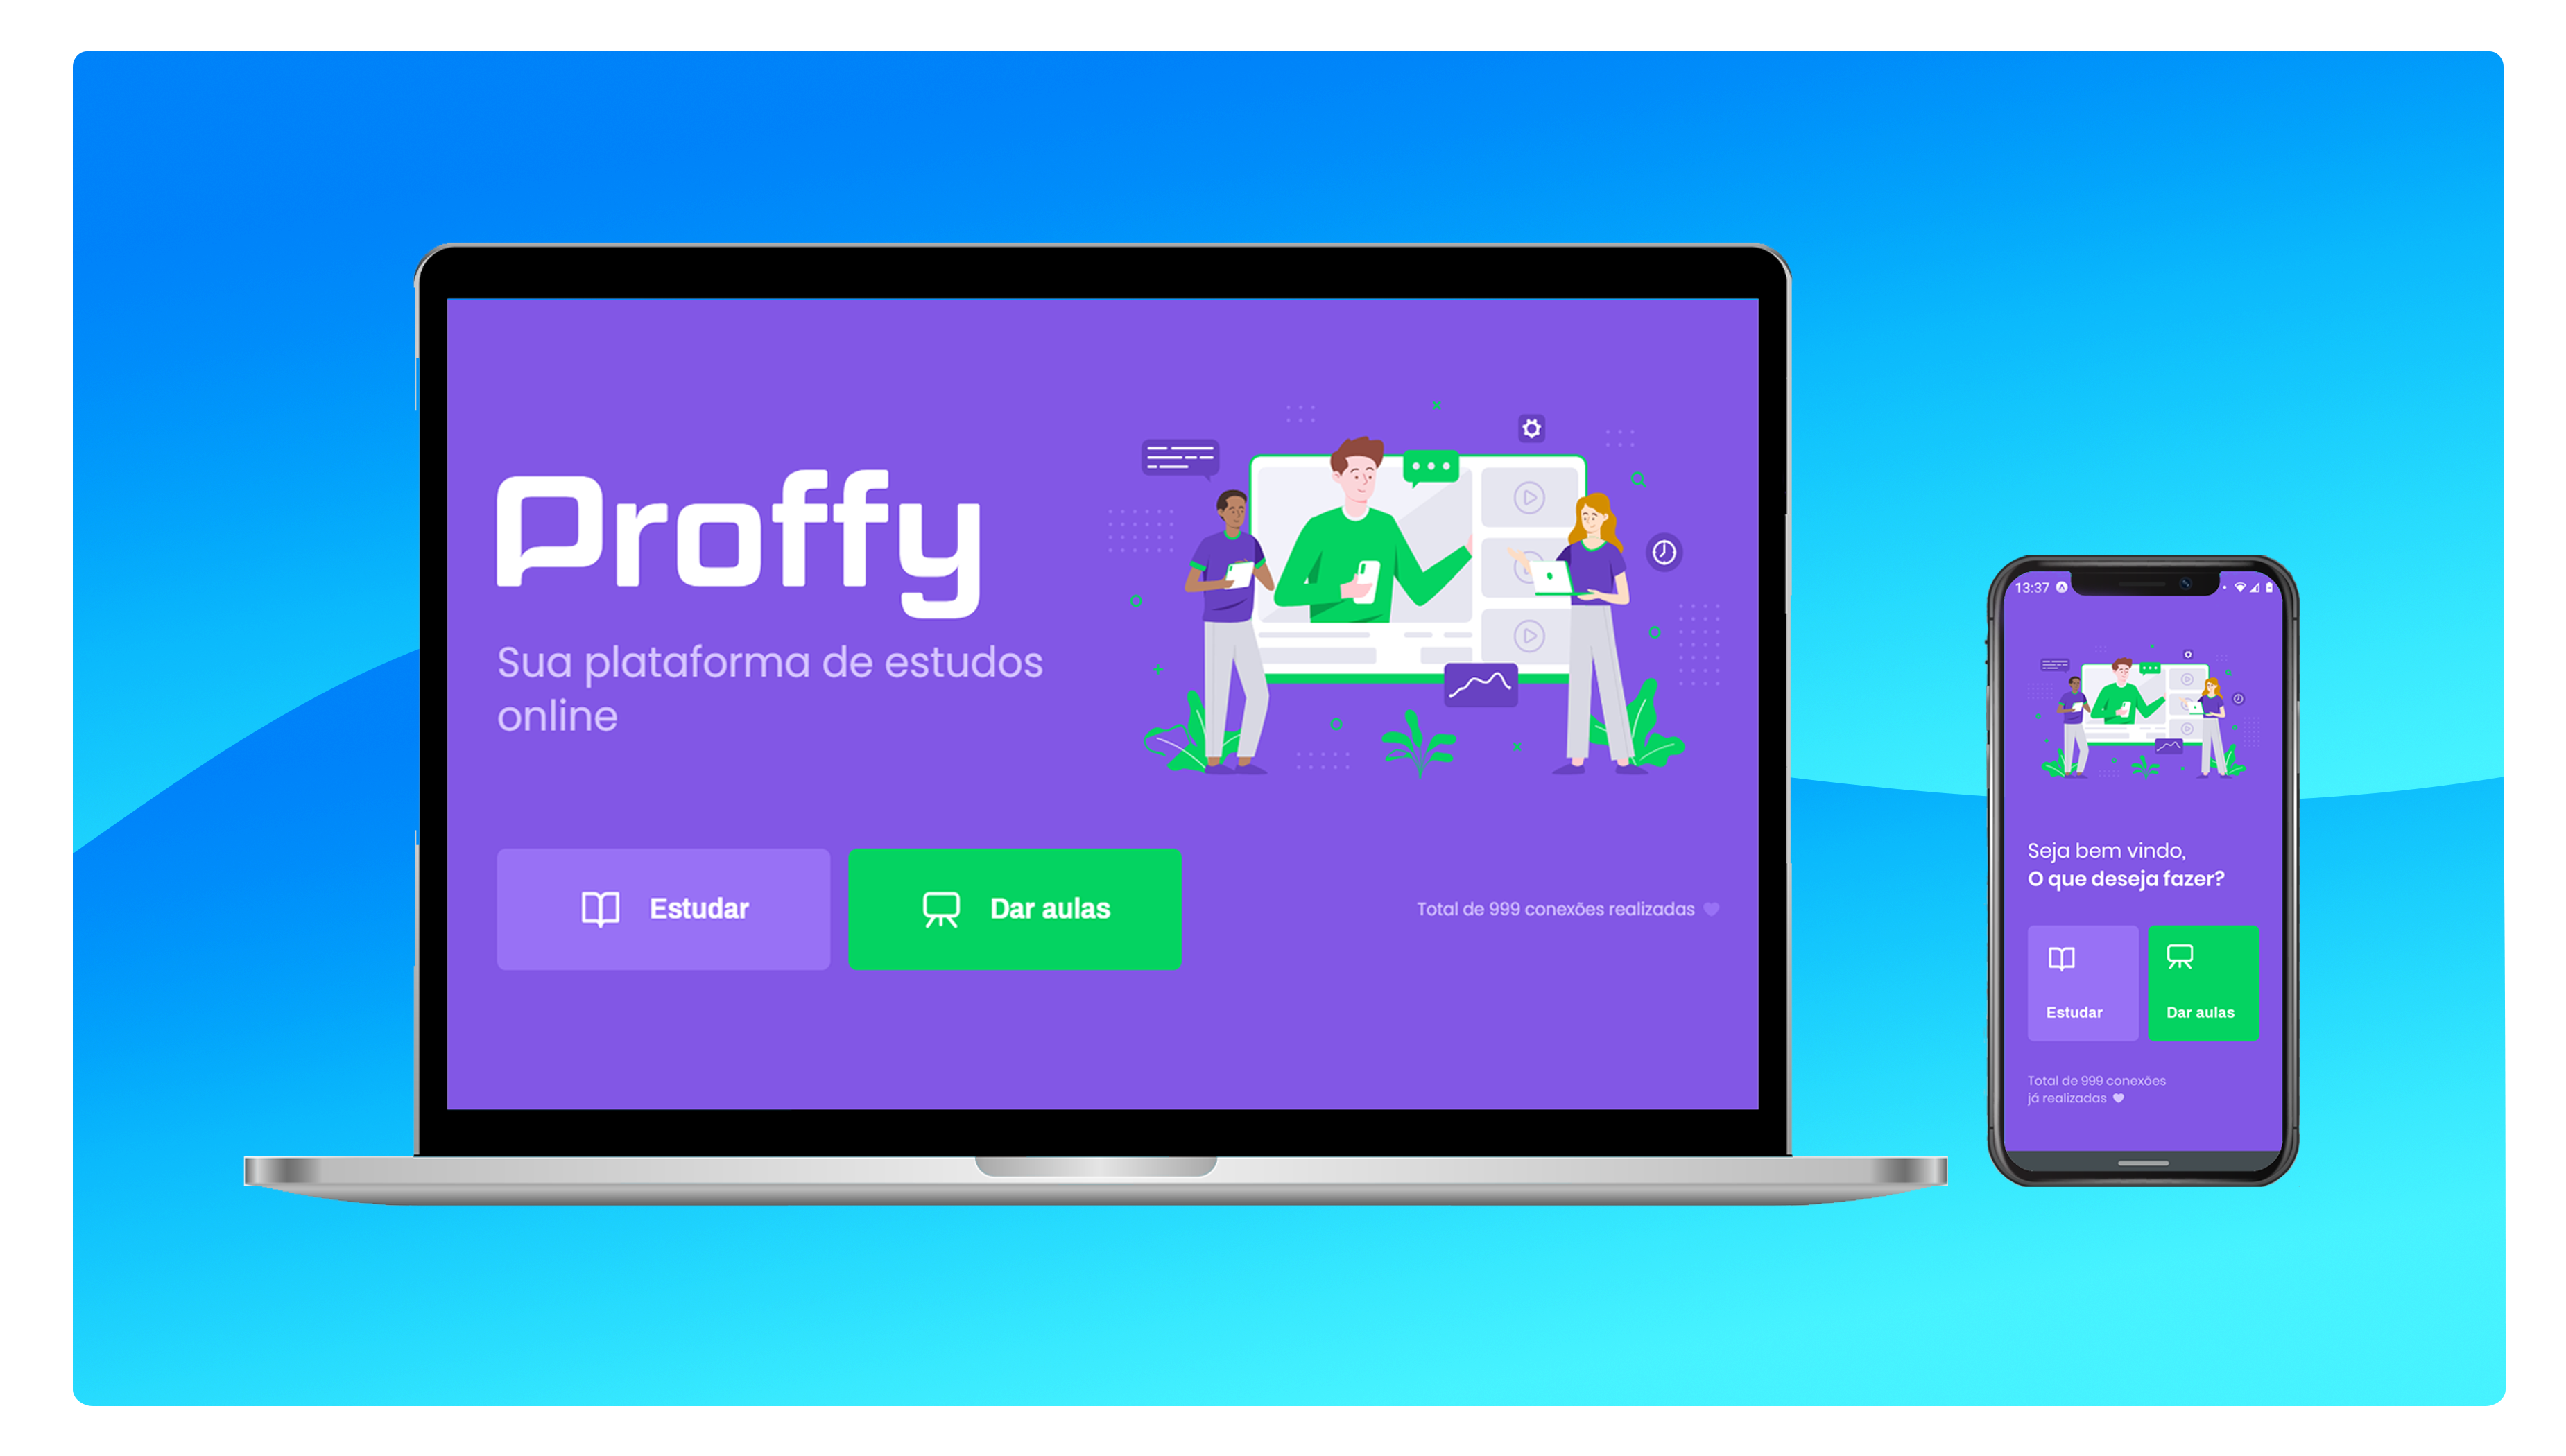 Proffy
Sua plataforma de estudos
online
Estudar
Dar aulas
Total de 999 conexões realizadas
13:37
Seja bem vindo,
O que deseja fazer?
Estudar
Dar aulas
Total de 999 conexões
já realizadas